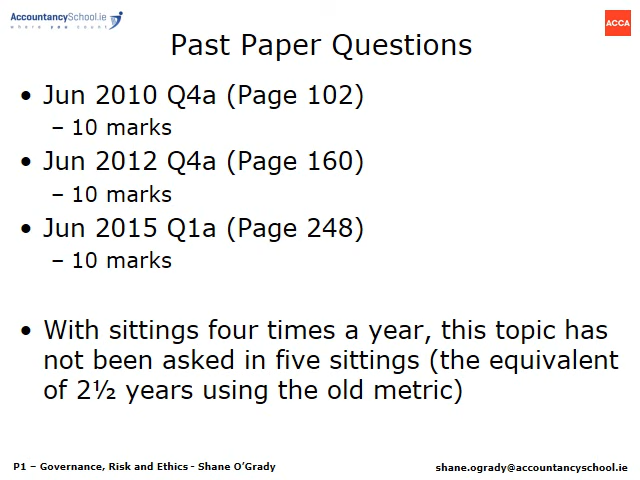 AccountancySchool.ie
where you count
ACCA
Past Paper Questions
• Jun 2010 Q4a (Page 102)
– 10 marks
• Jun 2012 Q4a (Page 160)
– 10 marks
• Jun 2015 Q1a (Page 248)
– 10 marks
• With sittings four times a year, this topic has
not been asked in five sittings (the equivalent
of 2½ years using the old metric)
P1 – Governance, Risk and Ethics - Shane O’Grady
shane.ogrady@accountancyschool.ie